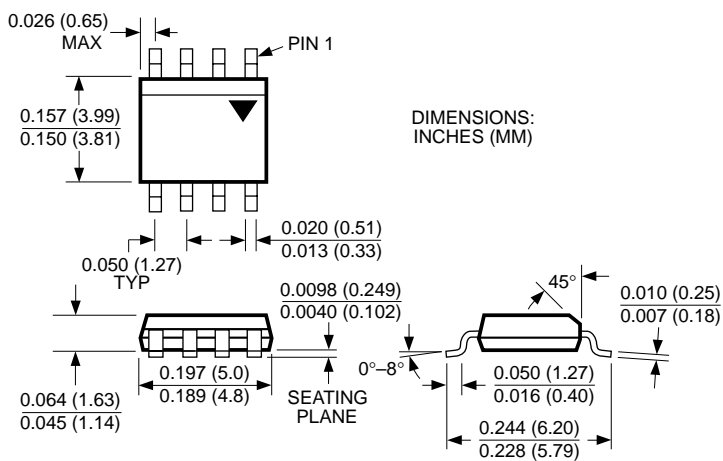 0.026 (0.65)
MAX
PIN 1
0.157 (3.99)
0.150 (3.81)
DIMENSIONS:
INCHES (MM)
0.020 (0.51)
0.013 (0.33)
0.050 (1.27)
TYP
0.0098 (0.249)
0.0040 (0.102)
45°
0.010 (0.25)
0.007 (0.18)
0°–8°
0.197 (5.0)
0.189 (4.8)
SEATING
PLANE
0.050 (1.27)
0.016 (0.40)
0.064 (1.63)
0.045 (1.14)
0.244 (6.20)
0.228 (5.79)